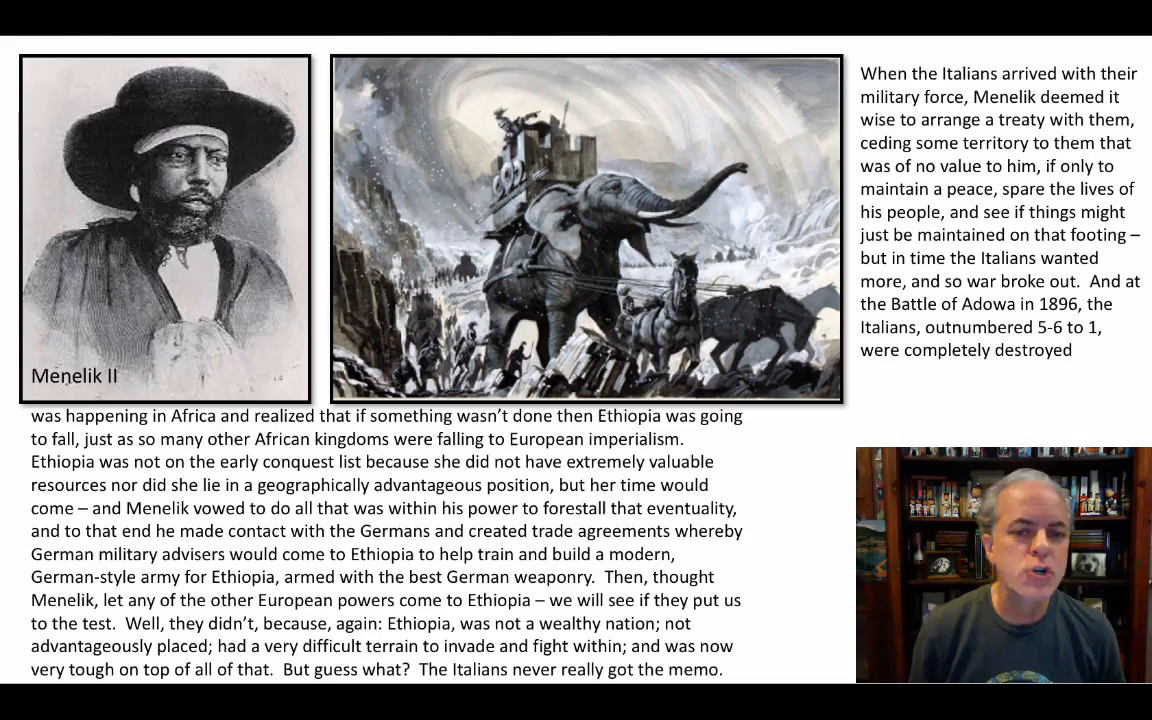 Menelik II
was happening in Africa and realized that if something wasn’t done then Ethiopia was going
to fall, just as so many other African kingdoms were falling to European imperialism.
Ethiopia was not on the early conquest list because she did not have extremely valuable
resources nor did she lie in a geographically advantageous position, but her time would
come – and Menelik vowed to do all that was within his power to forestall that eventuality,
and to that end he made contact with the Germans and created trade agreements whereby
German military advisers would come to Ethiopia to help train and build a modern,
German-style army for Ethiopia, armed with the best German weaponry.  Then, thought
Menelik, let any of the other European powers come to Ethiopia – we will see if they put us
to the test.  Well, they didn’t, because, again: Ethiopia, was not a wealthy nation; not
advantageously placed; had a very difficult terrain to invade and fight within; and was now
very tough on top of all of that.  But guess what?  The Italians never really got the memo.
When the Italians arrived with their
military force, Menelik deemed it
wise to arrange a treaty with them,
ceding some territory to them that
was of no value to him, if only to
maintain a peace, spare the lives of
his people, and see if things might
just be maintained on that footing –
but in time the Italians wanted
more, and so war broke out.  And at
the Battle of Adowa in 1896, the
Italians, outnumbered 5-6 to 1,
were completely destroyed